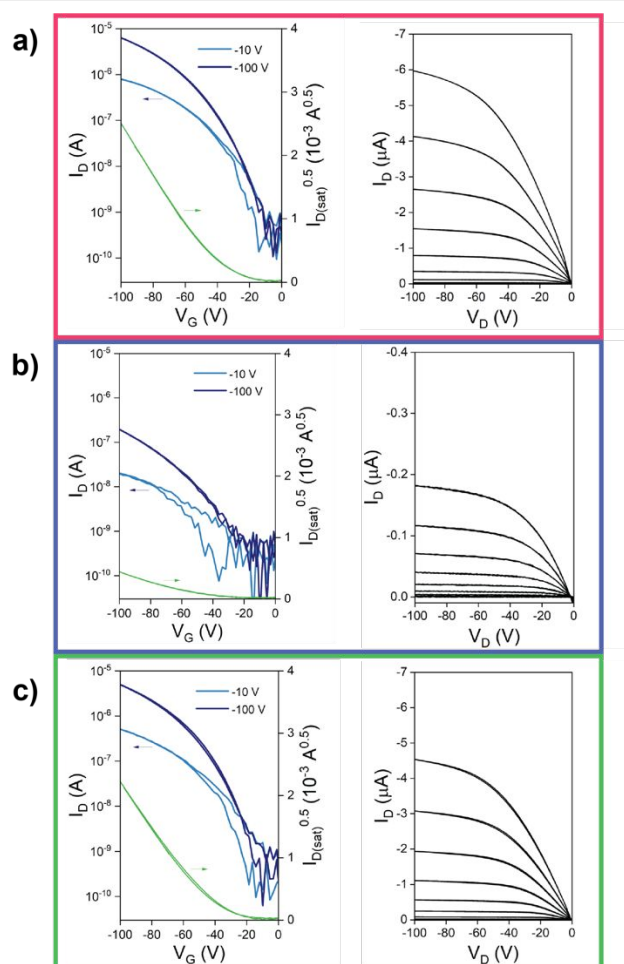 a)
10⁻⁵
10⁻⁶
10⁻⁷
10⁻⁸
10⁻⁹
10⁻¹⁰
I_D (A)
-10 V
-100 V
4
3
2
1
0
I_D(sat)^0.5 (10⁻³ A^0.5)
-100 -80 -60 -40 -20 0
V_G (V)
-7
-6
-5
-4
-3
-2
-1
0
I_D (µA)
-100 -80 -60 -40 -20 0
V_D (V)
b)
10⁻⁵
10⁻⁶
10⁻⁷
10⁻⁸
10⁻⁹
10⁻¹⁰
I_D (A)
-10 V
-100 V
4
3
2
1
0
I_D(sat)^0.5 (10⁻³ A^0.5)
-100 -80 -60 -40 -20 0
V_G (V)
-0.4
-0.3
-0.2
-0.1
0.0
I_D (µA)
-100 -80 -60 -40 -20 0
V_D (V)
c)
10⁻⁵
10⁻⁶
10⁻⁷
10⁻⁸
10⁻⁹
10⁻¹⁰
I_D (A)
-10 V
-100 V
4
3
2
1
0
I_D(sat)^0.5 (10⁻³ A^0.5)
-100 -80 -60 -40 -20 0
V_G (V)
-7
-6
-5
-4
-3
-2
-1
0
I_D (µA)
-100 -80 -60 -40 -20 0
V_D (V)